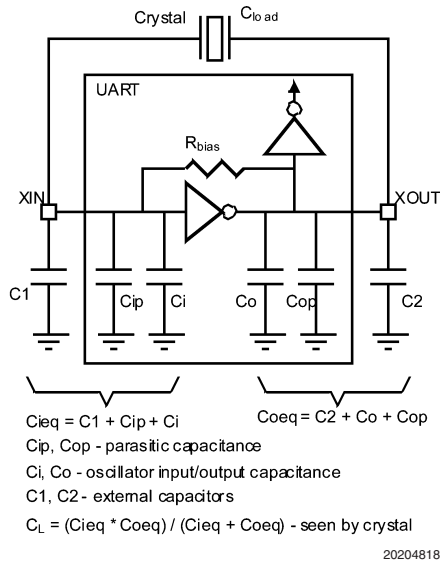 Crystal
Cload
UART
Rbias
XIN
XOUT
C1
Cip
Ci
Co
Cop
C2
Cieq = C1 + Cip + Ci
Coeq = C2 + Co + Cop
Cip, Cop - parasitic capacitance
Ci, Co - oscillator input/output capacitance
C1, C2 - external capacitors
CL = (Cieq * Coeq) / (Cieq + Coeq) - seen by crystal
20204818